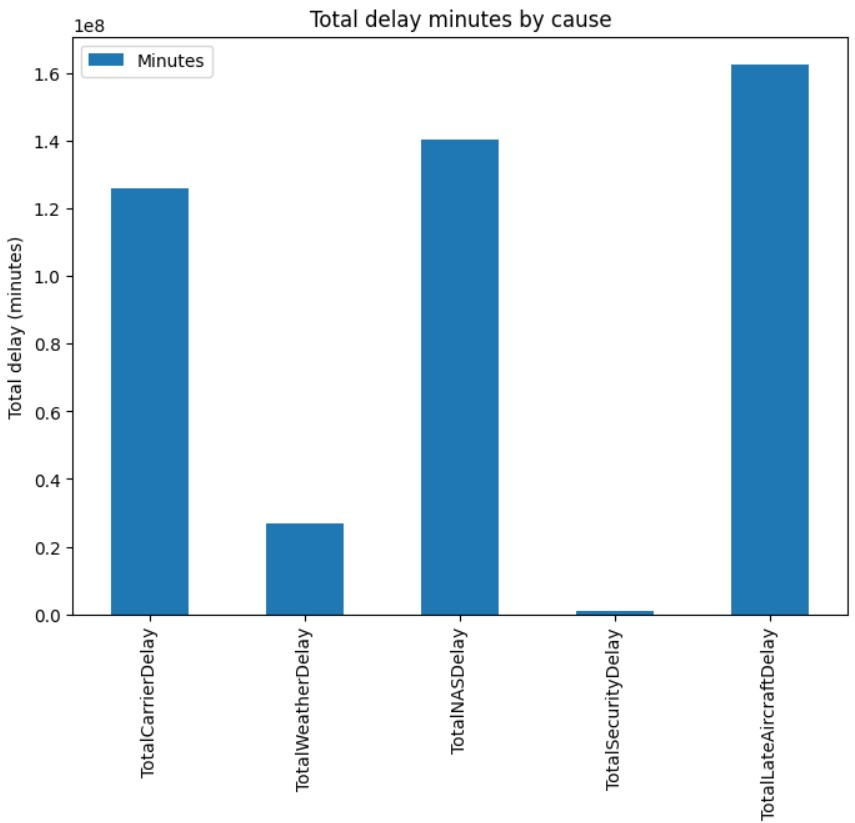 Total delay minutes by cause
1e8
Minutes
Total delay (minutes)
1.6
1.4
1.2
1.0
0.8
0.6
0.4
0.2
0.0
TotalCarrierDelay
TotalWeatherDelay
TotalNASDelay
TotalSecurityDelay
TotalLateAircraftDelay